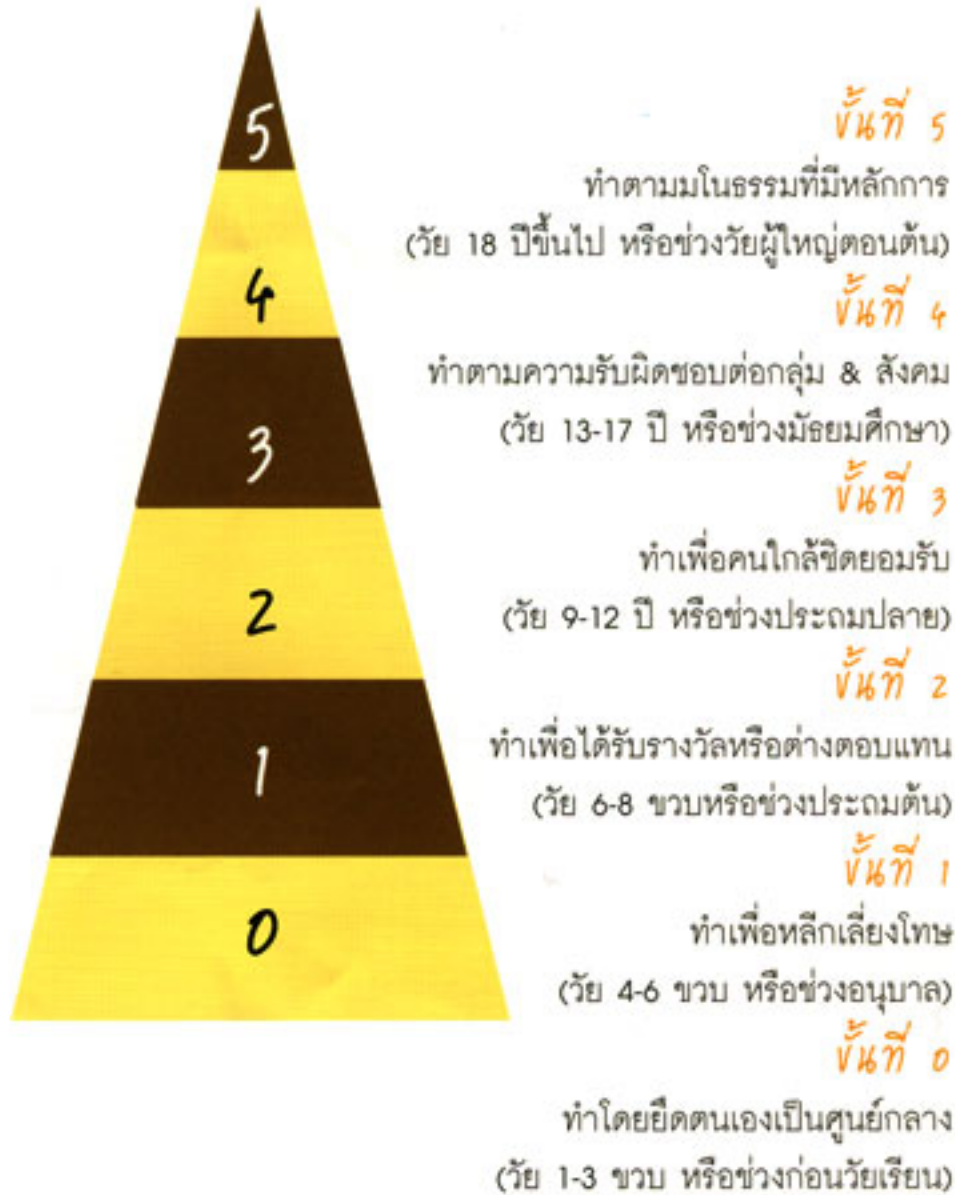 5
4
3
2
1
0
ขั้นที่ 5
ทำตามมโนธรรมที่มีหลักการ
(วัย 18 ปีขึ้นไป หรือช่วงวัยผู้ใหญ่ตอนต้น)
ขั้นที่ 4
ทำตามความรับผิดชอบต่อกลุ่ม & สังคม
(วัย 13-17 ปี หรือช่วงมัธยมศึกษา)
ขั้นที่ 3
ทำเพื่อคนใกล้ชิดยอมรับ
(วัย 9-12 ปี หรือช่วงประถมปลาย)
ขั้นที่ 2
ทำเพื่อได้รับรางวัลหรือต่างตอบแทน
(วัย 6-8 ขวบหรือช่วงประถมต้น)
ขั้นที่ 1
ทำเพื่อหลีกเลี่ยงโทษ
(วัย 4-6 ขวบ หรือช่วงอนุบาล)
ขั้นที่ 0
ทำโดยยึดตนเองเป็นศูนย์กลาง
(วัย 1-3 ขวบ หรือช่วงก่อนวัยเรียน)